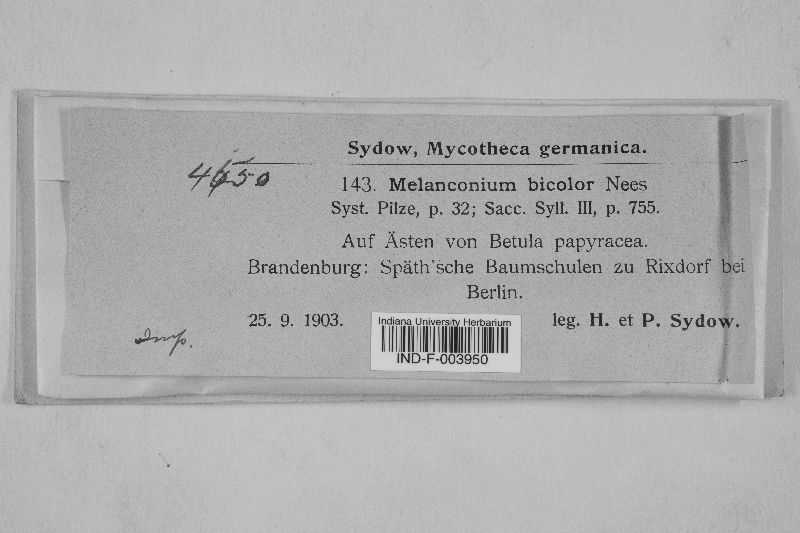 Sydow, Mycotheca germanica.
143. Melanconium bicolor Nees
Syst. Pilze, p. 32; Sacc. Syll. III, p. 755.
Auf Ästen von Betula papyracea.
Brandenburg: Späth'sche Baumschulen zu Rixdorf bei
Berlin.
25. 9. 1903.
leg. H. et P. Sydow.
Imp.
Indiana University Herbarium
IND-F-003950